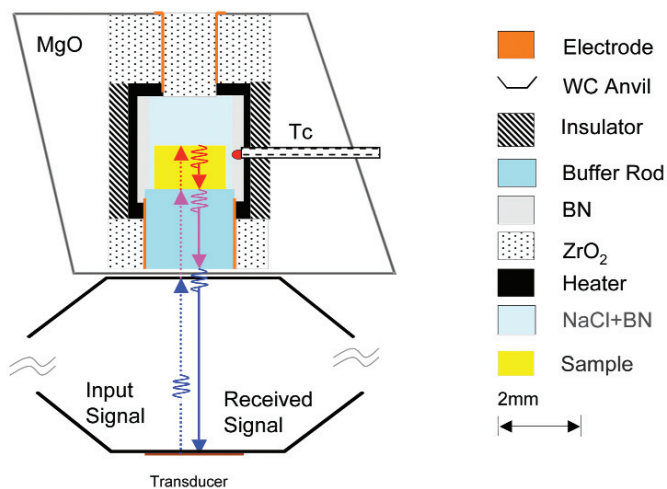 MgO
Tc
Input
Signal
Received
Signal
Transducer
Electrode
WC Anvil
Insulator
Buffer Rod
BN
ZrO2
Heater
NaCl+BN
Sample
2mm